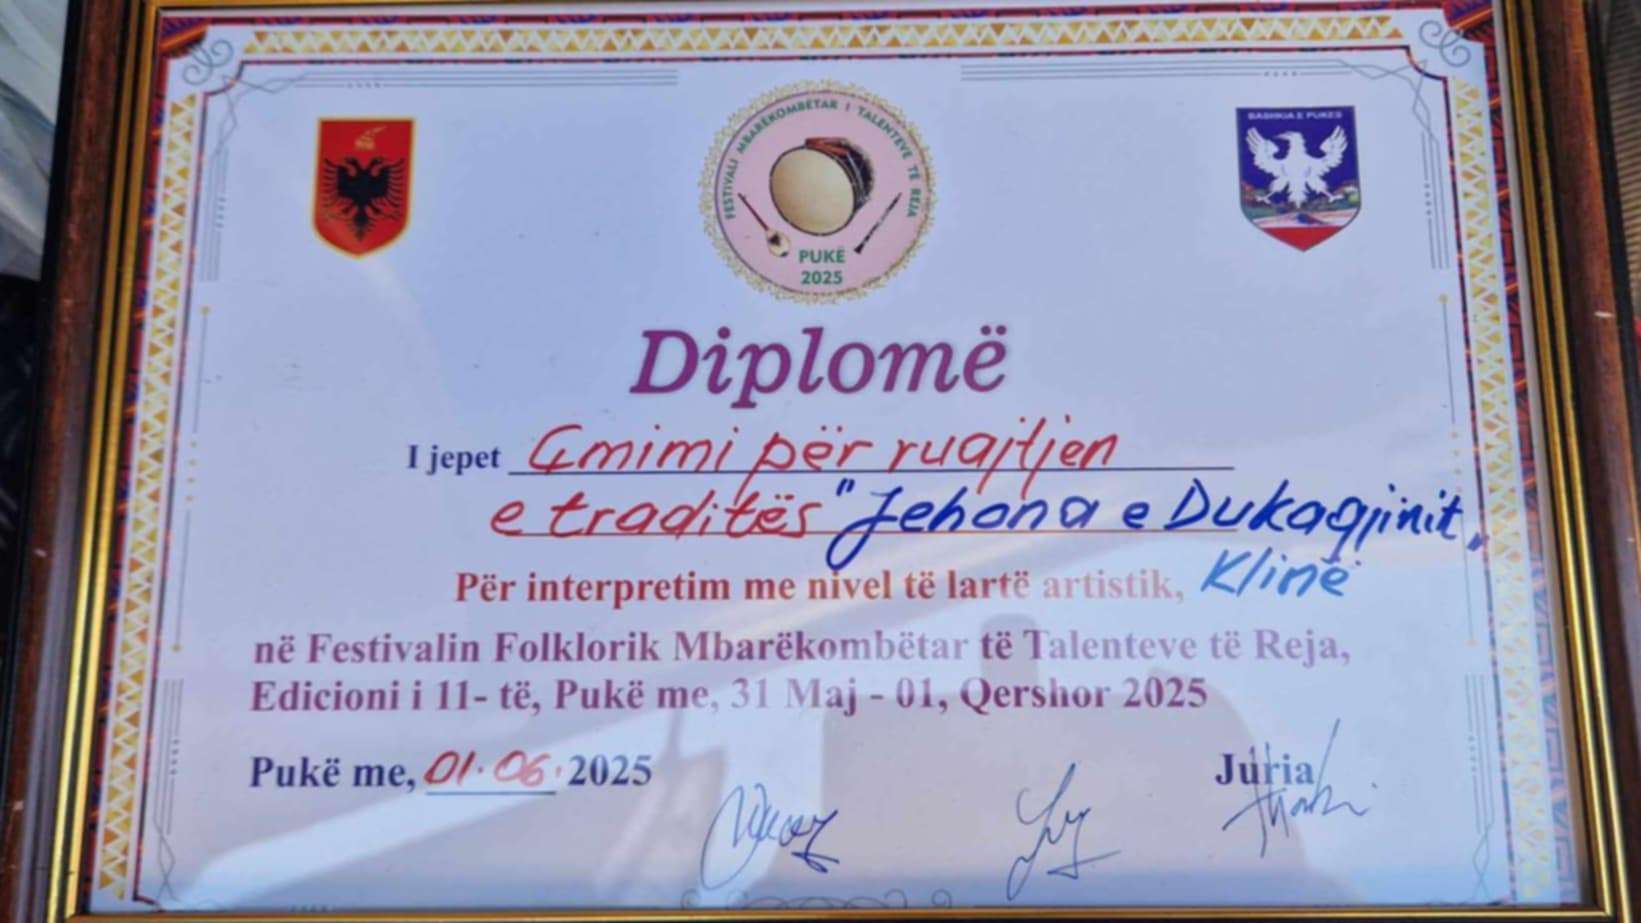 FESTIVALI MBARËKOMBËTAR I TALENTEVE TË REJA
PUKË
2025
BASHKIA E PUKËS
Diplomë
I jepet Çmimi për ruajtjen
e traditës "Jehona e Dukagjinit"
Për interpretim me nivel të lartë artistik, Klinë
në Festivalin Folklorik Mbarëkombëtar të Talenteve të Reja,
Edicioni i 11- të, Pukë me, 31 Maj - 01, Qershor 2025
Pukë me, 01.06. 2025
Juria